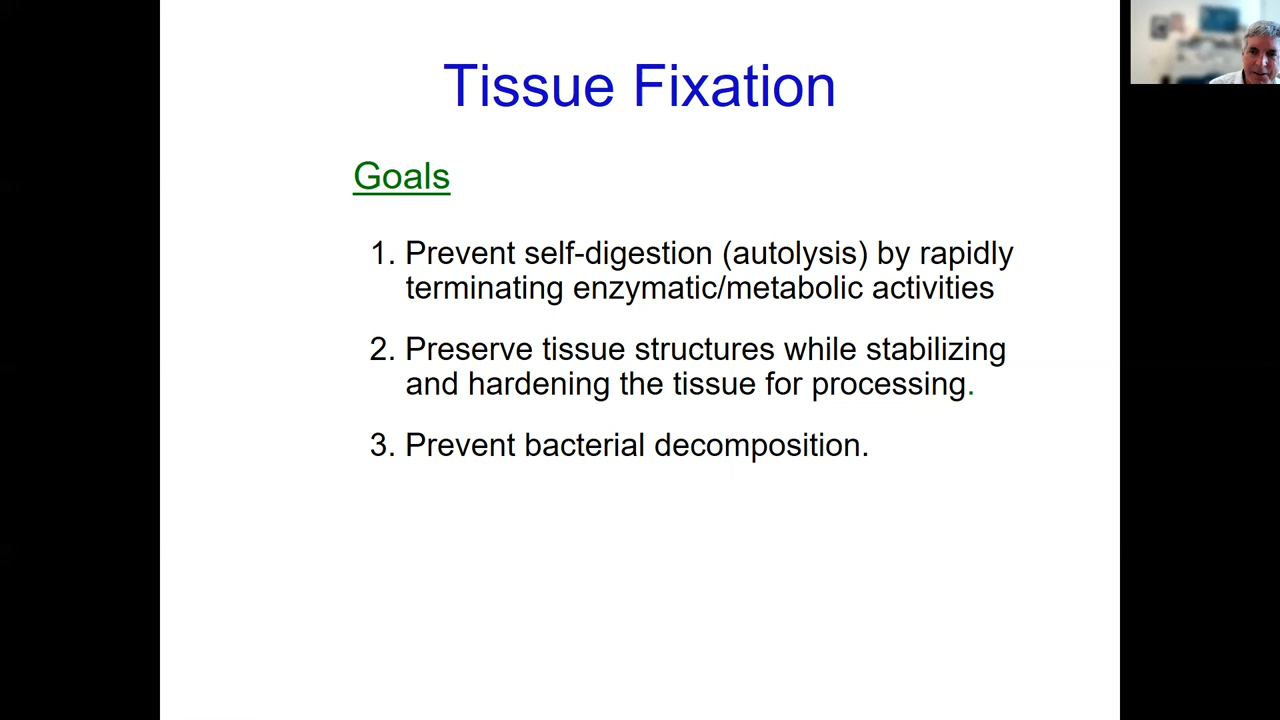 Tissue Fixation
Goals
1. Prevent self-digestion (autolysis) by rapidly
terminating enzymatic/metabolic activities
2. Preserve tissue structures while stabilizing
and hardening the tissue for processing.
3. Prevent bacterial decomposition.